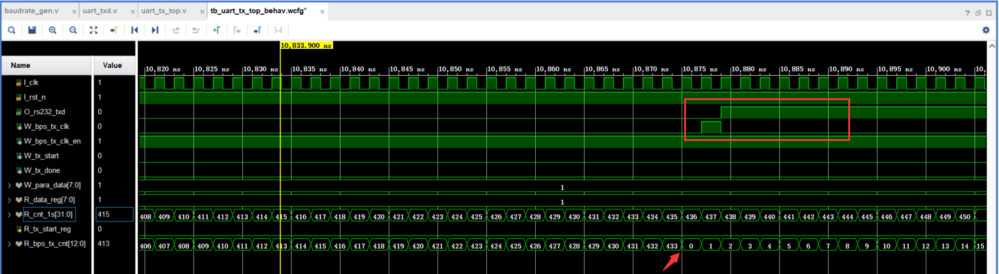 baudrate_gen.v × uart_txd.v × uart_tx_top.v × tb_uart_tx_top_behav.wcfg* ×
10,833.900 ns
Name Value
10,820 ns 10,825 ns 10,830 ns 10,835 ns 10,840 ns 10,845 ns 10,850 ns 10,855 ns 10,860 ns 10,865 ns 10,870 ns 10,875 ns 10,880 ns 10,885 ns 10,890 ns 10,895 ns 10,900 ns 10,
I_clk 1
I_rst_n 1
O_rs232_txd 0
W_bps_tx_clk 0
W_bps_tx_clk_en 1
W_tx_start 0
W_tx_done 0
W_para_data[7:0] 1 1
R_data_reg[7:0] 1 1
R_cnt_1s[31:0] 415 408 409 410 411 412 413 414 415 416 417 418 419 420 421 422 423 424 425 426 427 428 429 430 431 432 433 434 435 436 437 438 439 440 441 442 443 444 445 446 447 448 449 450
R_tx_start_reg 0
R_bps_tx_cnt[12:0] 413 406 407 408 409 410 411 412 413 414 415 416 417 418 419 420 421 422 423 424 425 426 427 428 429 430 431 432 433 0 1 2 3 4 5 6 7 8 9 10 11 12 13 14 15